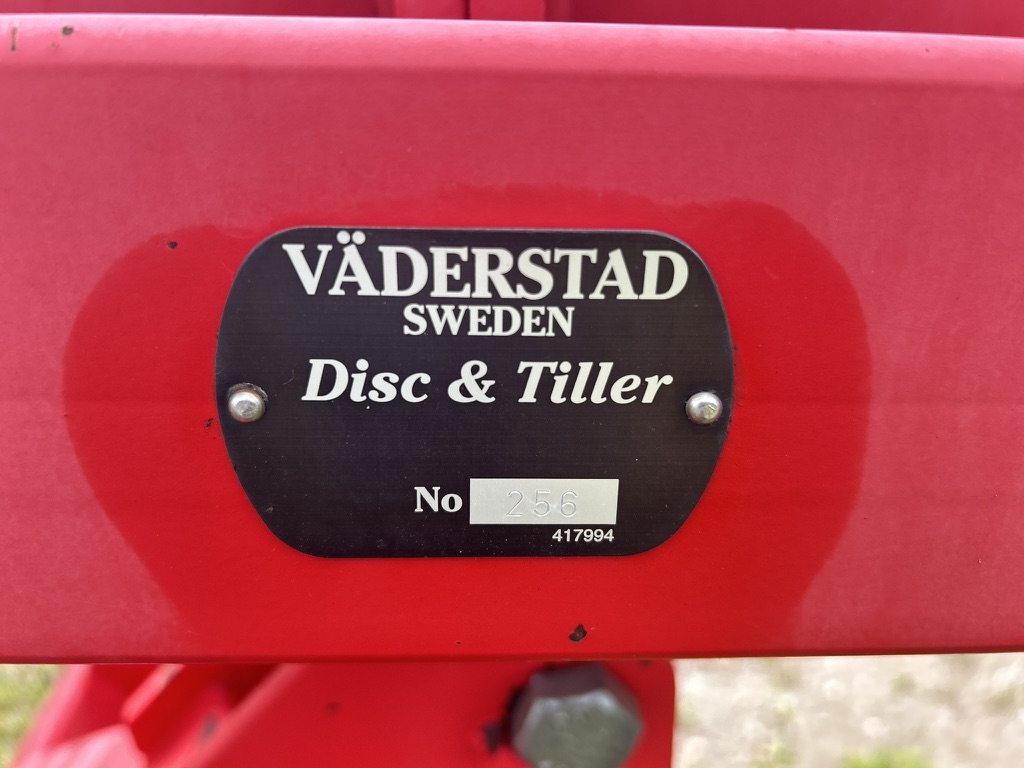 VÄDERSTAD
SWEDEN
Disc & Tiller
No 256
417994